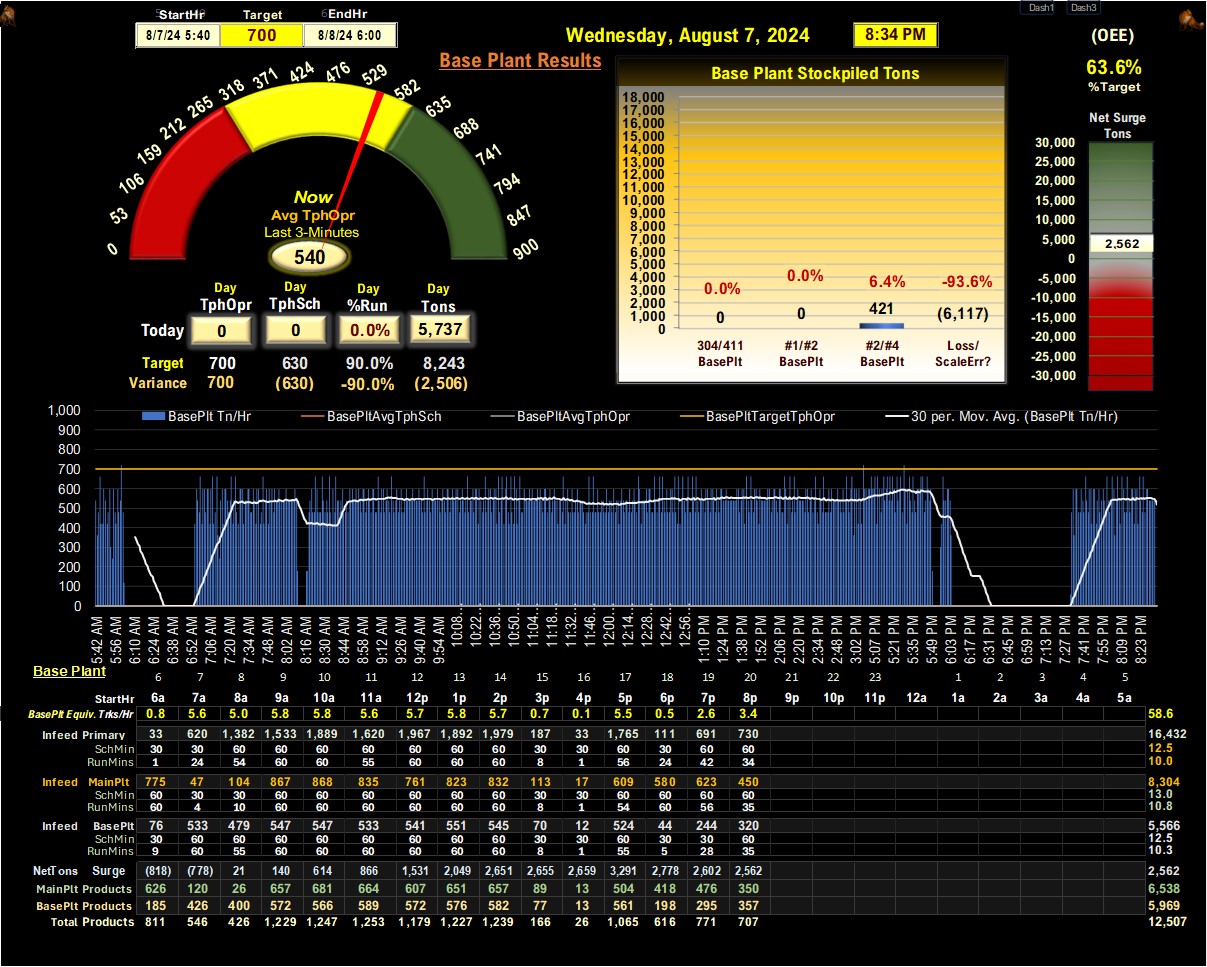 StartHr Target EndHr Dash1 Dash3
8/7/24 5:40 700 8/8/24 6:00
Wednesday, August 7, 2024 8:34 PM
(OEE)
63.6%
%Target
Base Plant Results
0 53 106 159 212 265 318 371 424 476 529 582 635 688 741 794 847 900
Now
Avg TphOpr
Last 3-Minutes
540
Day Day Day Day
TphOpr TphSch %Run Tons
Today 0 0 0.0% 5,737
Target 700 630 90.0% 8,243
Variance 700 (630) -90.0% (2,506)
Base Plant Stockpiled Tons
18,000
17,000
16,000
15,000
14,000
13,000
12,000
11,000
10,000
9,000
8,000
7,000
6,000
5,000
4,000
3,000
2,000
1,000
0
0.0% 0.0% 6.4% -93.6%
0 0 421 (6,117)
304/411 #1/#2 #2/#4 Loss/
BasePlt BasePlt BasePlt ScaleErr?
Net Surge
Tons
30,000
25,000
20,000
15,000
10,000
5,000
0
-5,000
-10,000
-15,000
-20,000
-25,000
-30,000
2,562
BasePlt Tn/Hr BasePltAvgTphSch BasePltAvgTphOpr BasePltTargetTphOpr 30 per. Mov. Avg. (BasePlt Tn/Hr)
1,000
900
800
700
600
500
400
300
200
100
0
5:42 AM 5:56 AM 6:10 AM 6:24 AM 6:38 AM 6:52 AM 7:06 AM 7:20 AM 7:34 AM 7:48 AM 8:02 AM 8:16 AM 8:30 AM 8:44 AM 8:58 AM 9:12 AM 9:26 AM 9:40 AM 9:54 AM 10:08... 10:22... 10:36... 10:50... 11:04... 11:18... 11:32... 11:46... 12:00... 12:14... 12:28... 12:42... 12:56... 1:10 PM 1:24 PM 1:38 PM 1:52 PM 2:06 PM 2:20 PM 2:34 PM 2:48 PM 3:02 PM 5:07 PM 5:21 PM 5:35 PM 5:49 PM 6:03 PM 6:17 PM 6:31 PM 6:45 PM 6:59 PM 7:13 PM 7:27 PM 7:41 PM 7:55 PM 8:09 PM 8:23 PM
Base Plant
6 7 8 9 10 11 12 13 14 15 16 17 18 19 20 21 22 23 1 2 3 4 5
StartHr 6a 7a 8a 9a 10a 11a 12p 1p 2p 3p 4p 5p 6p 7p 8p 9p 10p 11p 12a 1a 2a 3a 4a 5a
BasePlt Equiv. Trks/Hr 0.8 5.6 5.0 5.8 5.8 5.6 5.7 5.8 5.7 0.7 0.1 5.5 0.5 2.6 3.4 58.6
Infeed Primary 33 620 1,382 1,533 1,889 1,620 1,967 1,892 1,979 187 33 1,765 111 691 730 16,432
SchMin 30 30 60 60 60 60 60 60 60 30 30 60 30 60 60 12.5
RunMins 1 24 54 60 60 55 60 60 60 8 1 56 24 42 34 10.0
Infeed MainPlt 775 47 104 867 868 835 761 823 832 113 17 609 580 623 450 8,304
SchMin 60 30 30 60 60 60 60 60 60 30 30 60 60 60 60 13.0
RunMins 60 4 10 60 60 60 60 60 60 8 1 54 60 56 35 10.8
Infeed BasePlt 76 533 479 547 547 533 541 551 545 70 12 524 44 244 320 5,566
SchMin 30 60 60 60 60 60 60 60 60 30 30 60 30 30 60 12.5
RunMins 9 60 55 60 60 60 60 60 60 8 1 55 5 28 35 10.3
NetTons Surge (818) (778) 21 140 614 866 1,531 2,049 2,651 2,655 2,659 3,291 2,778 2,602 2,562 2,562
MainPlt Products 626 120 26 657 681 664 607 651 657 89 13 504 418 476 350 6,538
BasePlt Products 185 426 400 572 566 589 572 576 582 77 13 561 198 295 357 5,969
Total Products 811 546 426 1,229 1,247 1,253 1,179 1,227 1,239 166 26 1,065 616 771 707 12,507